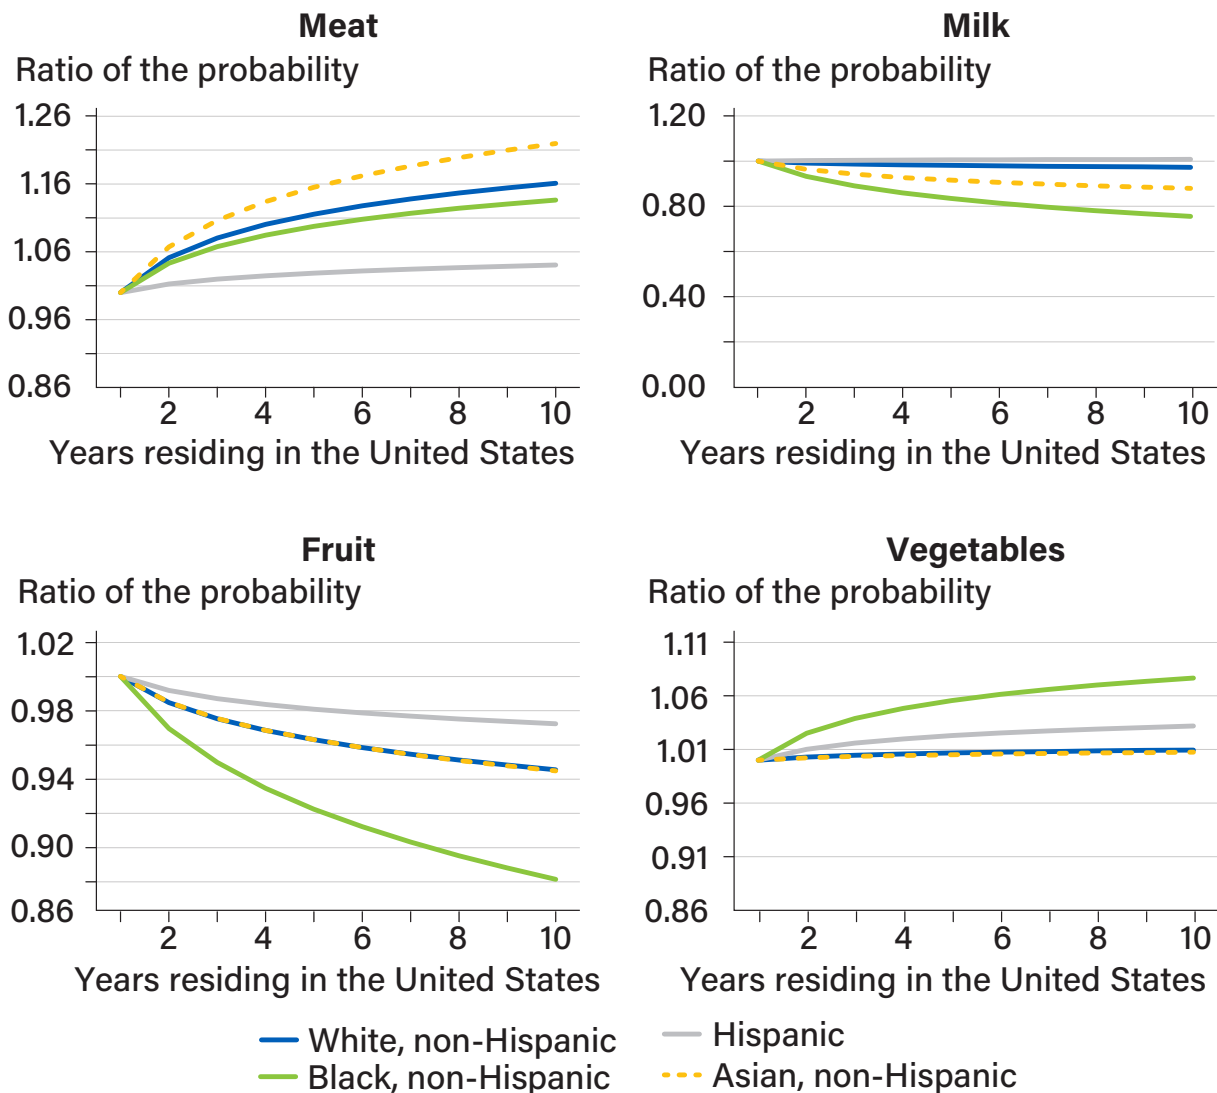 Meat
Ratio of the probability
1.26
1.16
1.06
0.96
0.86
2 4 6 8 10
Years residing in the United States
Milk
Ratio of the probability
1.20
0.80
0.40
0.00
2 4 6 8 10
Years residing in the United States
Fruit
Ratio of the probability
1.02
0.98
0.94
0.90
0.86
2 4 6 8 10
Years residing in the United States
Vegetables
Ratio of the probability
1.11
1.06
1.01
0.96
0.91
0.86
2 4 6 8 10
Years residing in the United States
White, non-Hispanic
Hispanic
Black, non-Hispanic
Asian, non-Hispanic